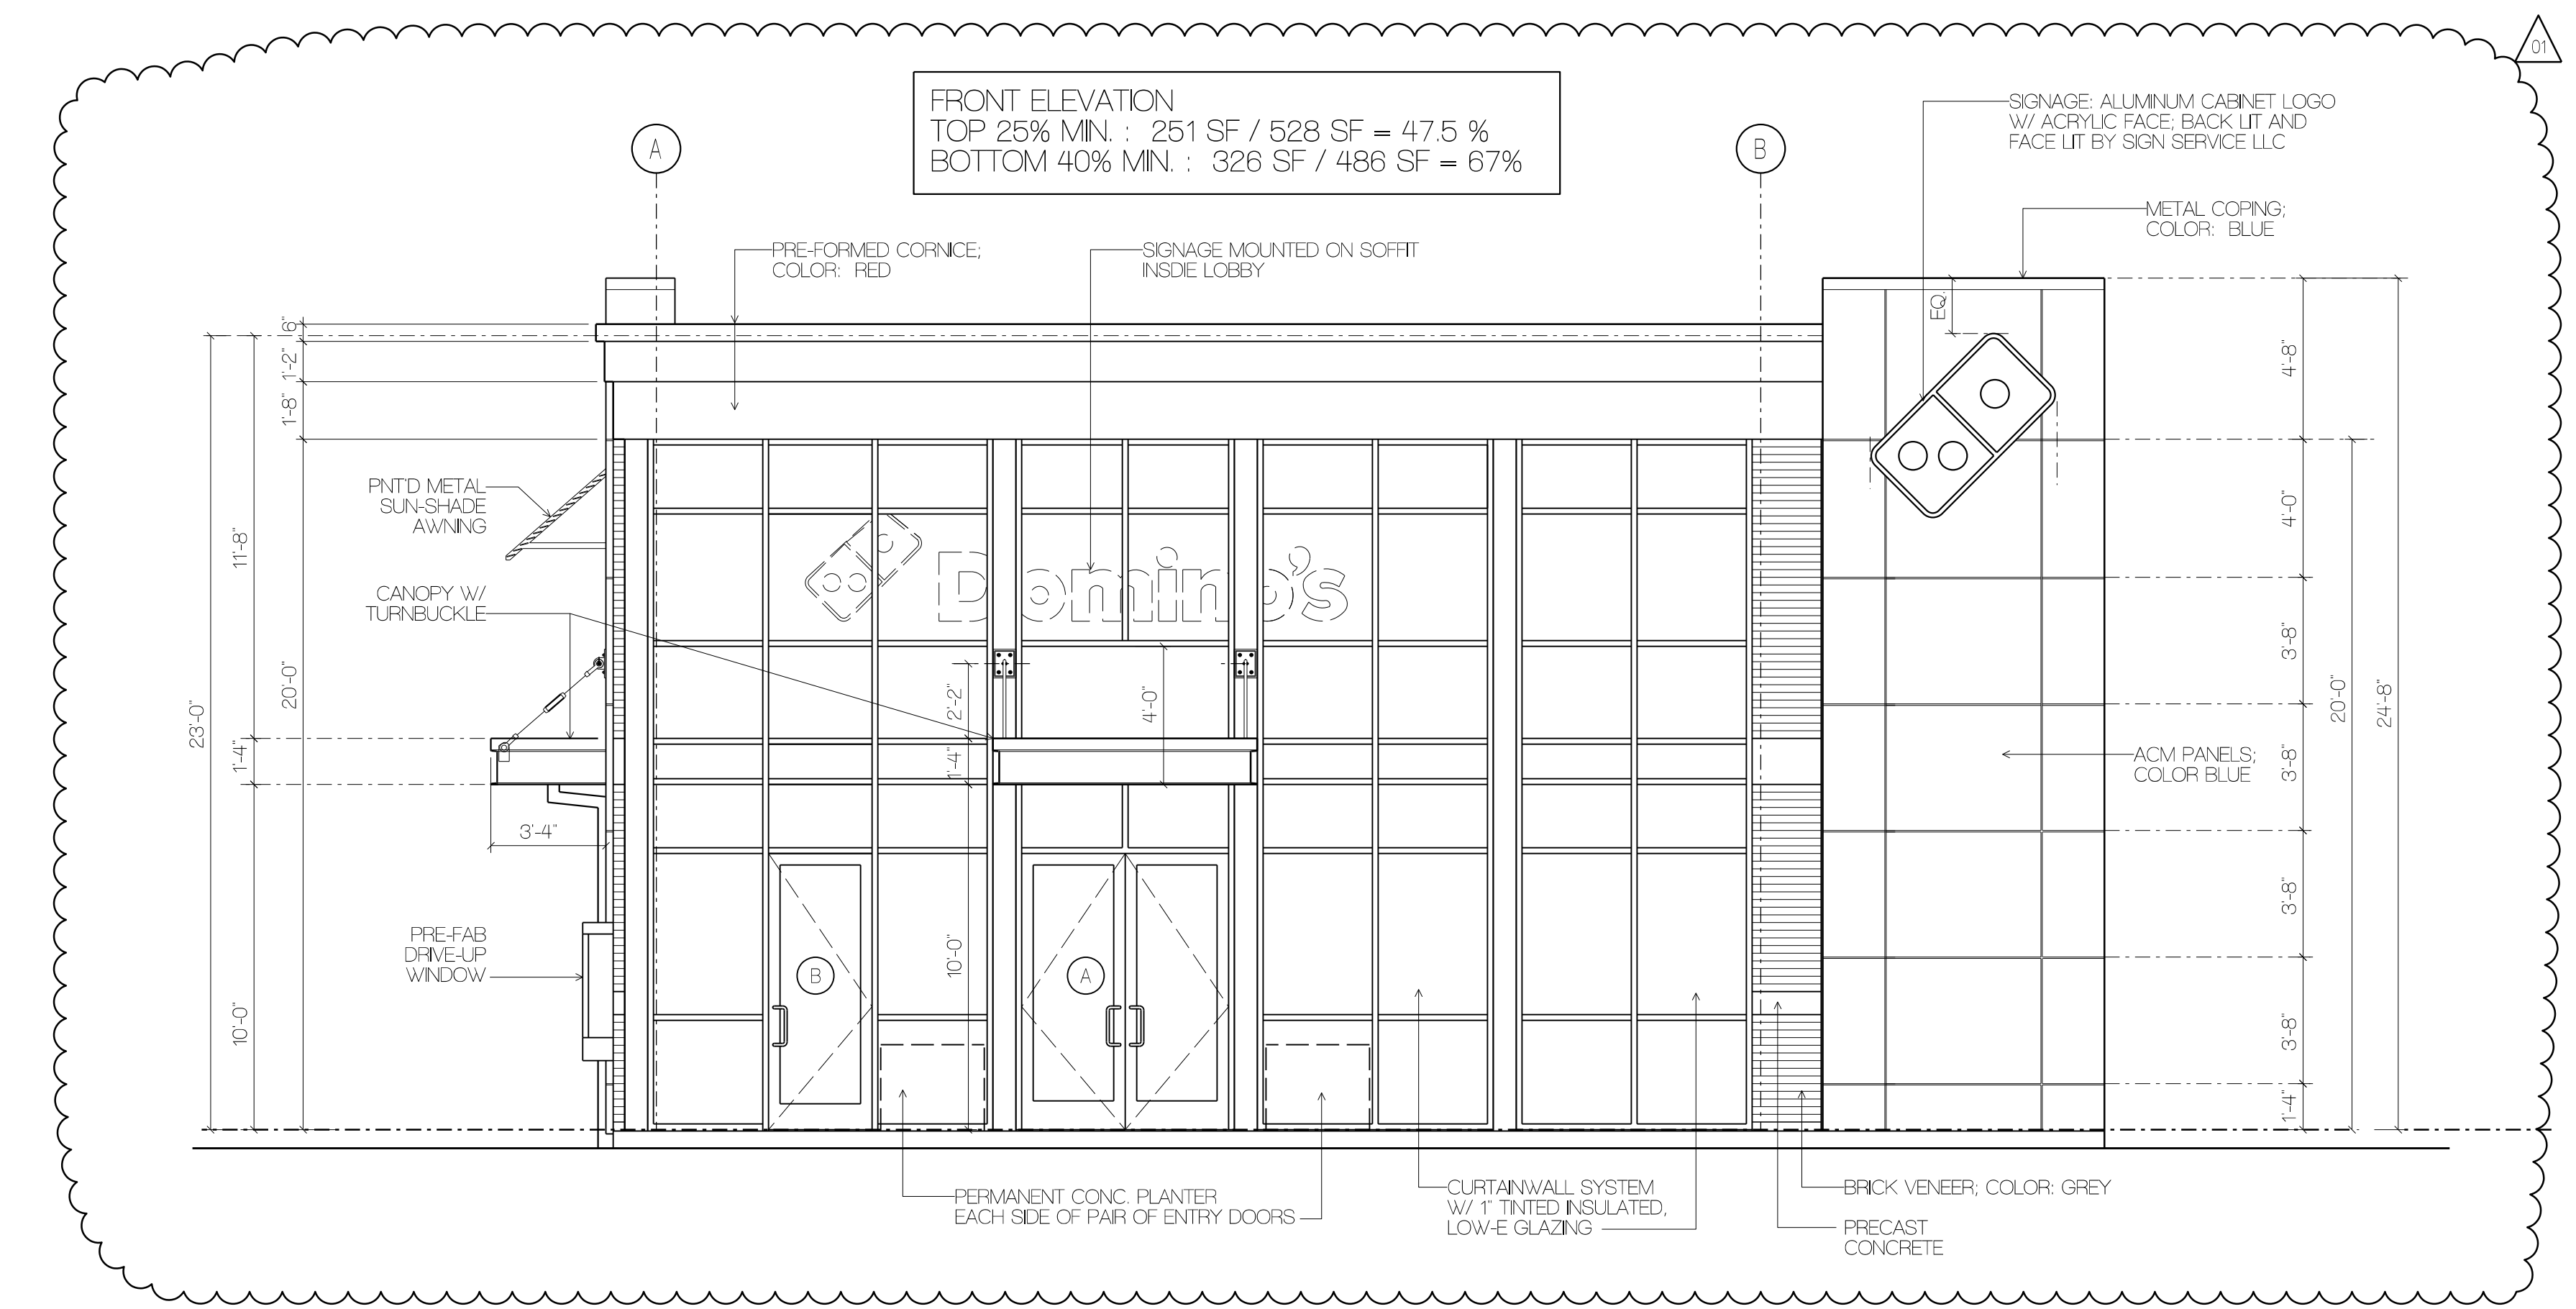 01
FRONT ELEVATION
TOP 25% MIN. : 251 SF / 528 SF = 47.5 %
BOTTOM 40% MIN. : 326 SF / 486 SF = 67%
A
B
SIGNAGE: ALUMINUM CABINET LOGO
W/ ACRYLIC FACE; BACK LIT AND
FACE LIT BY SIGN SERVICE LLC
METAL COPING;
COLOR: BLUE
PRE-FORMED CORNICE;
COLOR: RED
SIGNAGE MOUNTED ON SOFFIT
INSDIE LOBBY
EQ.
6"
1'-2"
1'-8"
4'-8"
PNT'D METAL
SUN-SHADE
AWNING
11'-8"
4'-0"
Domino's
CANOPY W/
TURNBUCKLE
3'-8"
20'-0"
23'-0"
2'-2"
4'-0"
20'-0"
24'-8"
1'-4"
1'-4"
3'-8"
ACM PANELS;
COLOR BLUE
3'-4"
3'-8"
PRE-FAB
DRIVE-UP
WINDOW
10'-0"
B
A
10'-0"
3'-8"
1'-4"
PERMANENT CONC. PLANTER
EACH SIDE OF PAIR OF ENTRY DOORS
CURTAINWALL SYSTEM
W/ 1" TINTED INSULATED,
LOW-E GLAZING
BRICK VENEER; COLOR: GREY
PRECAST
CONCRETE